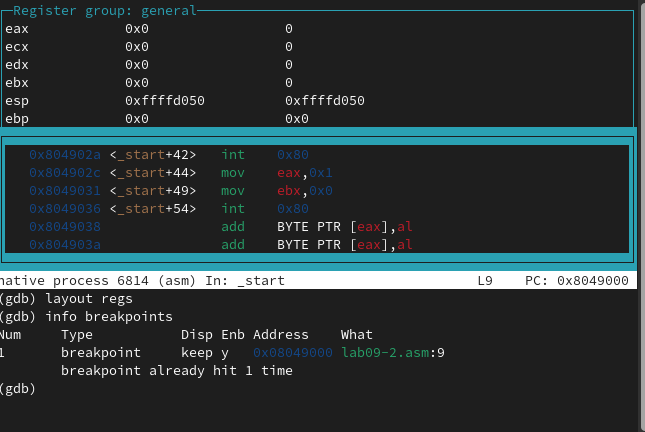 Register group: general
eax 0x0 0
ecx 0x0 0
edx 0x0 0
ebx 0x0 0
esp 0xffffd050 0xffffd050
ebp 0x0 0x0
0x804902a <_start+42> int 0x80
0x804902c <_start+44> mov eax,0x1
0x8049031 <_start+49> mov ebx,0x0
0x8049036 <_start+54> int 0x80
0x8049038 add BYTE PTR [eax],al
0x804903a add BYTE PTR [eax],al
native process 6814 (asm) In: _start L9 PC: 0x8049000
(gdb) layout regs
(gdb) info breakpoints
Num Type Disp Enb Address What
1 breakpoint keep y 0x08049000 lab09-2.asm:9
breakpoint already hit 1 time
(gdb)